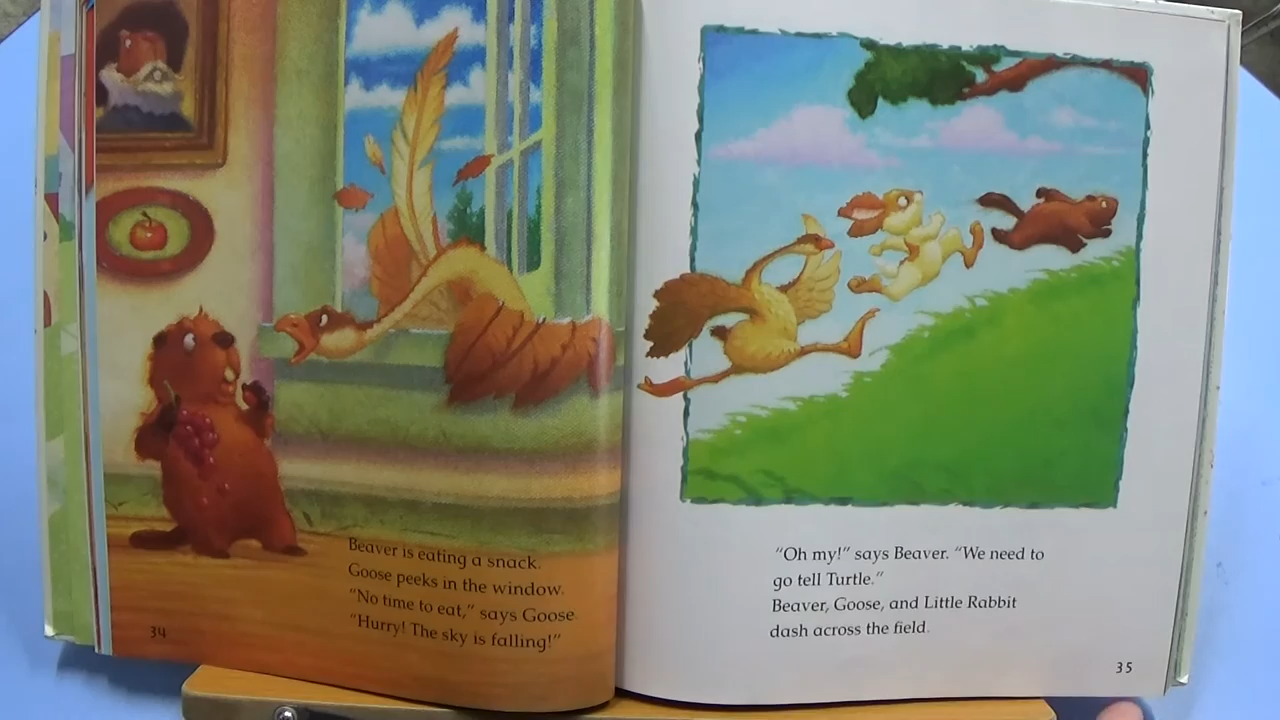 Beaver is eating a snack.
Goose peeks in the window.
“No time to eat,” says Goose.
“Hurry! The sky is falling!”
34
“Oh my!” says Beaver. “We need to
go tell Turtle.”
Beaver, Goose, and Little Rabbit
dash across the field.
35